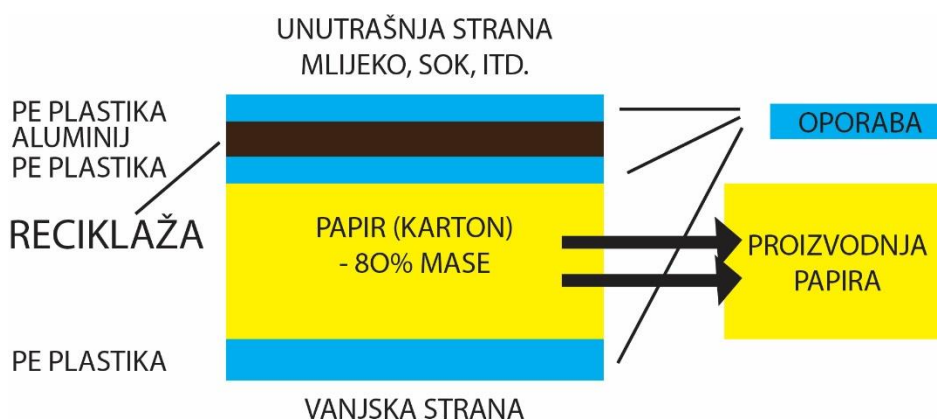 UNUTRAŠNJA STRANA
MLIJEKO, SOK, ITD.
PE PLASTIKA
ALUMINIJ
PE PLASTIKA
OPORABA
RECIKLAŽA
PAPIR (KARTON)
- 80% MASE
PROIZVODNJA
PAPIRA
PE PLASTIKA
VANJSKA STRANA